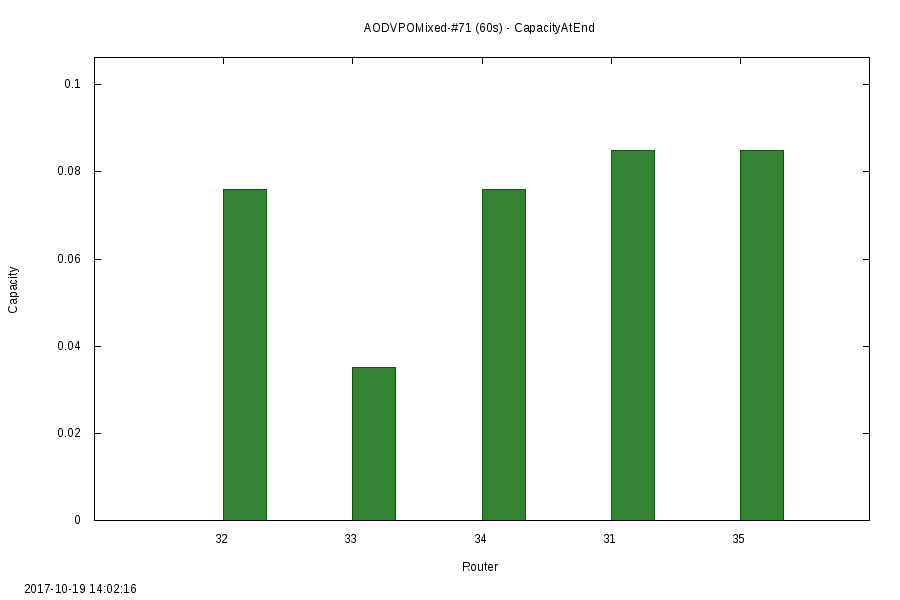 AODVPOMixed-#71 (60s) - CapacityAtEnd
0.1
0.08
0.06
0.04
0.02
0
Capacity
32 33 34 31 35
Router
2017-10-19 14:02:16